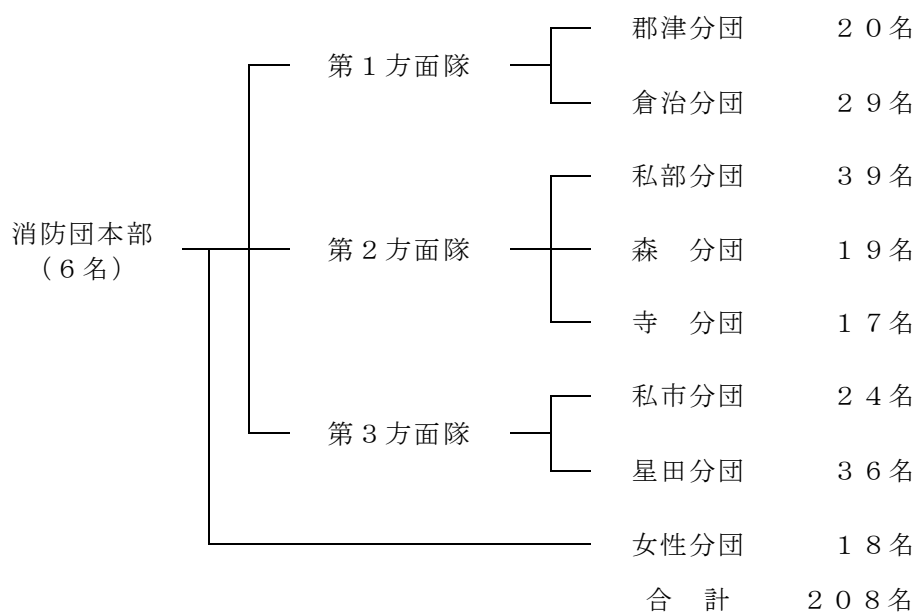 郡津分団 20名
第1方面隊
倉治分団 29名
私部分団 39名
消防団本部
(6名)
第2方面隊
森 分団 19名
寺 分団 17名
私市分団 24名
第3方面隊
星田分団 36名
女性分団 18名
合 計 208名